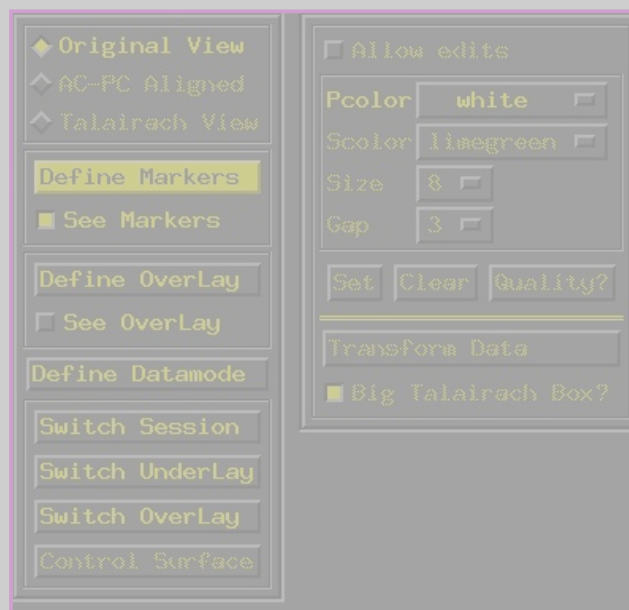 Original View
AC-PC Aligned
Talairach View
Define Markers
See Markers
Define OverLay
See OverLay
Define Datamode
Switch Session
Switch UnderLay
Switch OverLay
Control Surface
Allow edits
Pcolor white
Scolor limegreen
Size 8
Gap 3
Set Clear Quality?
Transform Data
Big Talairach Box?